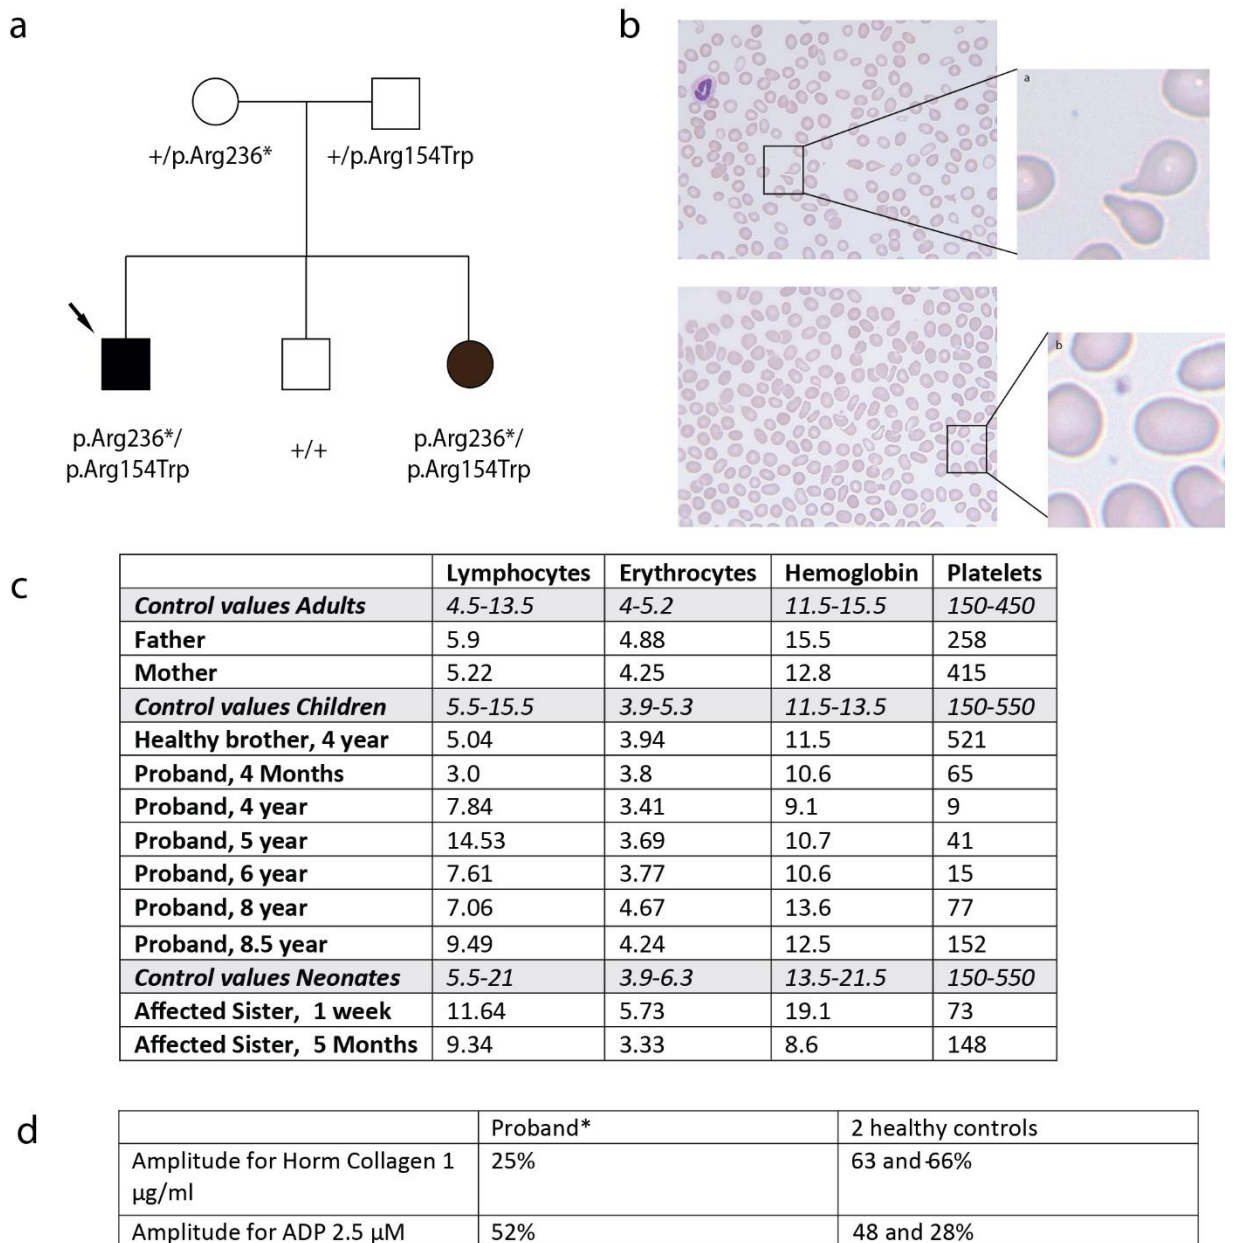 a
+/p.Arg236*
+/p.Arg154Trp
p.Arg236*/
p.Arg154Trp
+/+
p.Arg236*/
p.Arg154Trp
b
a
b
c
Lymphocytes Erythrocytes Hemoglobin Platelets
Control values Adults 4.5-13.5 4-5.2 11.5-15.5 150-450
Father 5.9 4.88 15.5 258
Mother 5.22 4.25 12.8 415
Control values Children 5.5-15.5 3.9-5.3 11.5-13.5 150-550
Healthy brother, 4 year 5.04 3.94 11.5 521
Proband, 4 Months 3.0 3.8 10.6 65
Proband, 4 year 7.84 3.41 9.1 9
Proband, 5 year 14.53 3.69 10.7 41
Proband, 6 year 7.61 3.77 10.6 15
Proband, 8 year 7.06 4.67 13.6 77
Proband, 8.5 year 9.49 4.24 12.5 152
Control values Neonates 5.5-21 3.9-6.3 13.5-21.5 150-550
Affected Sister, 1 week 11.64 5.73 19.1 73
Affected Sister, 5 Months 9.34 3.33 8.6 148
d
Proband* 2 healthy controls
Amplitude for Horm Collagen 1 25% 63 and 66%
µg/ml
Amplitude for ADP 2.5 µM 52% 48 and 28%